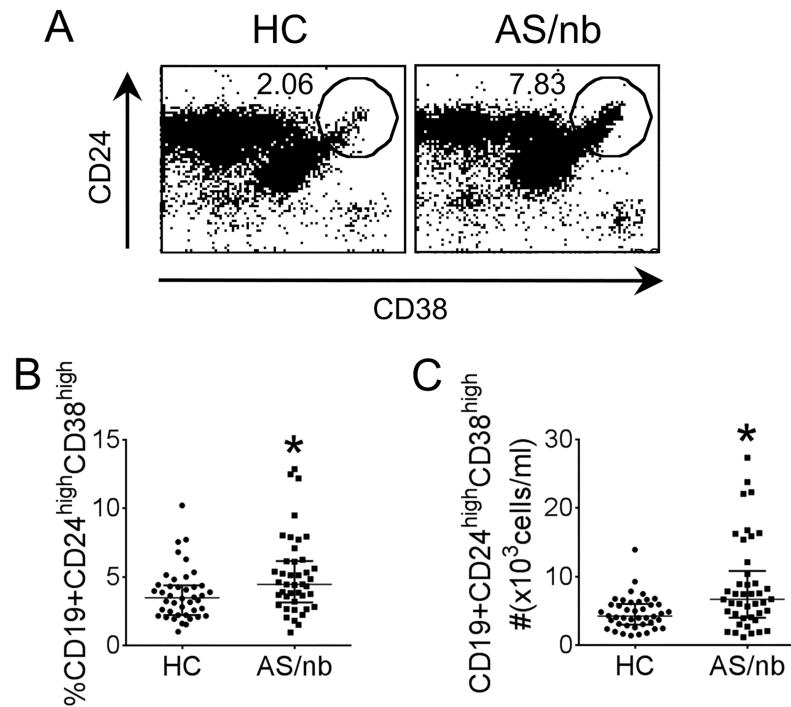 A
HC
AS/nb
2.06
7.83
CD24
CD38
B
C
%CD19+CD24highCD38high
15
10
5
0
*
HC
AS/nb
CD19+CD24highCD38high
#(x10³cells/ml)
30
20
10
0
*
HC
AS/nb